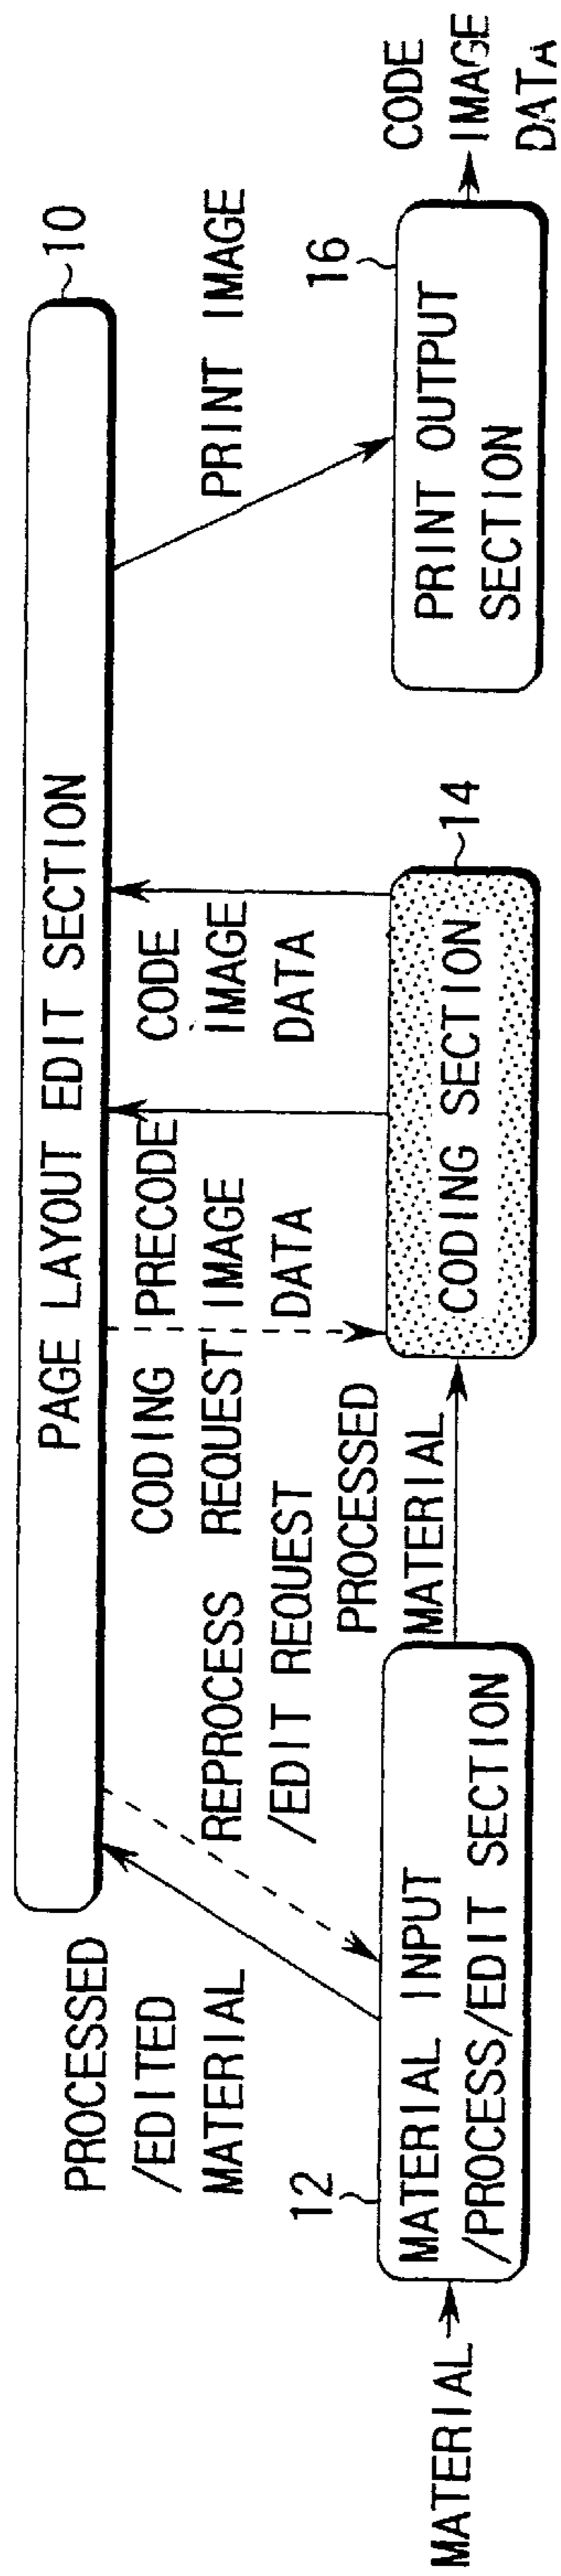 10
PAGE LAYOUT EDIT SECTION
PROCESSED
/EDITED
MATERIAL
REPROCESS
/EDIT REQUEST
CODING
REQUEST
PRECODE
IMAGE
DATA
CODE
IMAGE
DATA
PRINT IMAGE
12
MATERIAL INPUT
/PROCESS/EDIT SECTION
MATERIAL
PROCESSED
MATERIAL
14
CODING SECTION
16
PRINT OUTPUT
SECTION
CODE
IMAGE
DATA